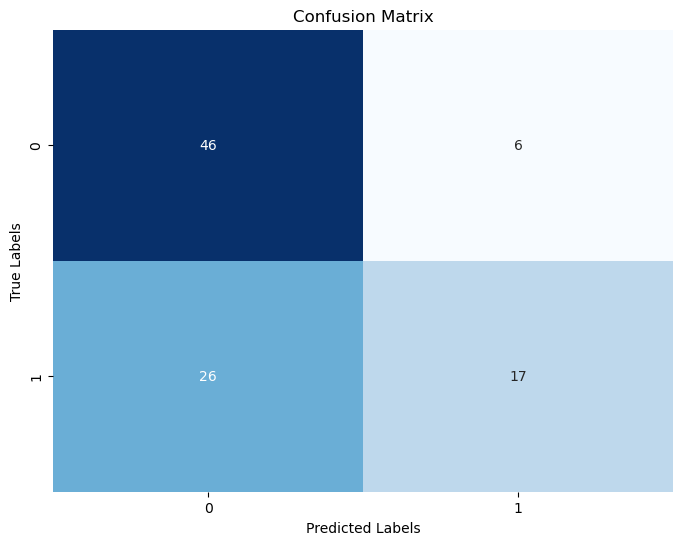 Confusion Matrix
True Labels
0
46
6
1
26
17
0
1
Predicted Labels